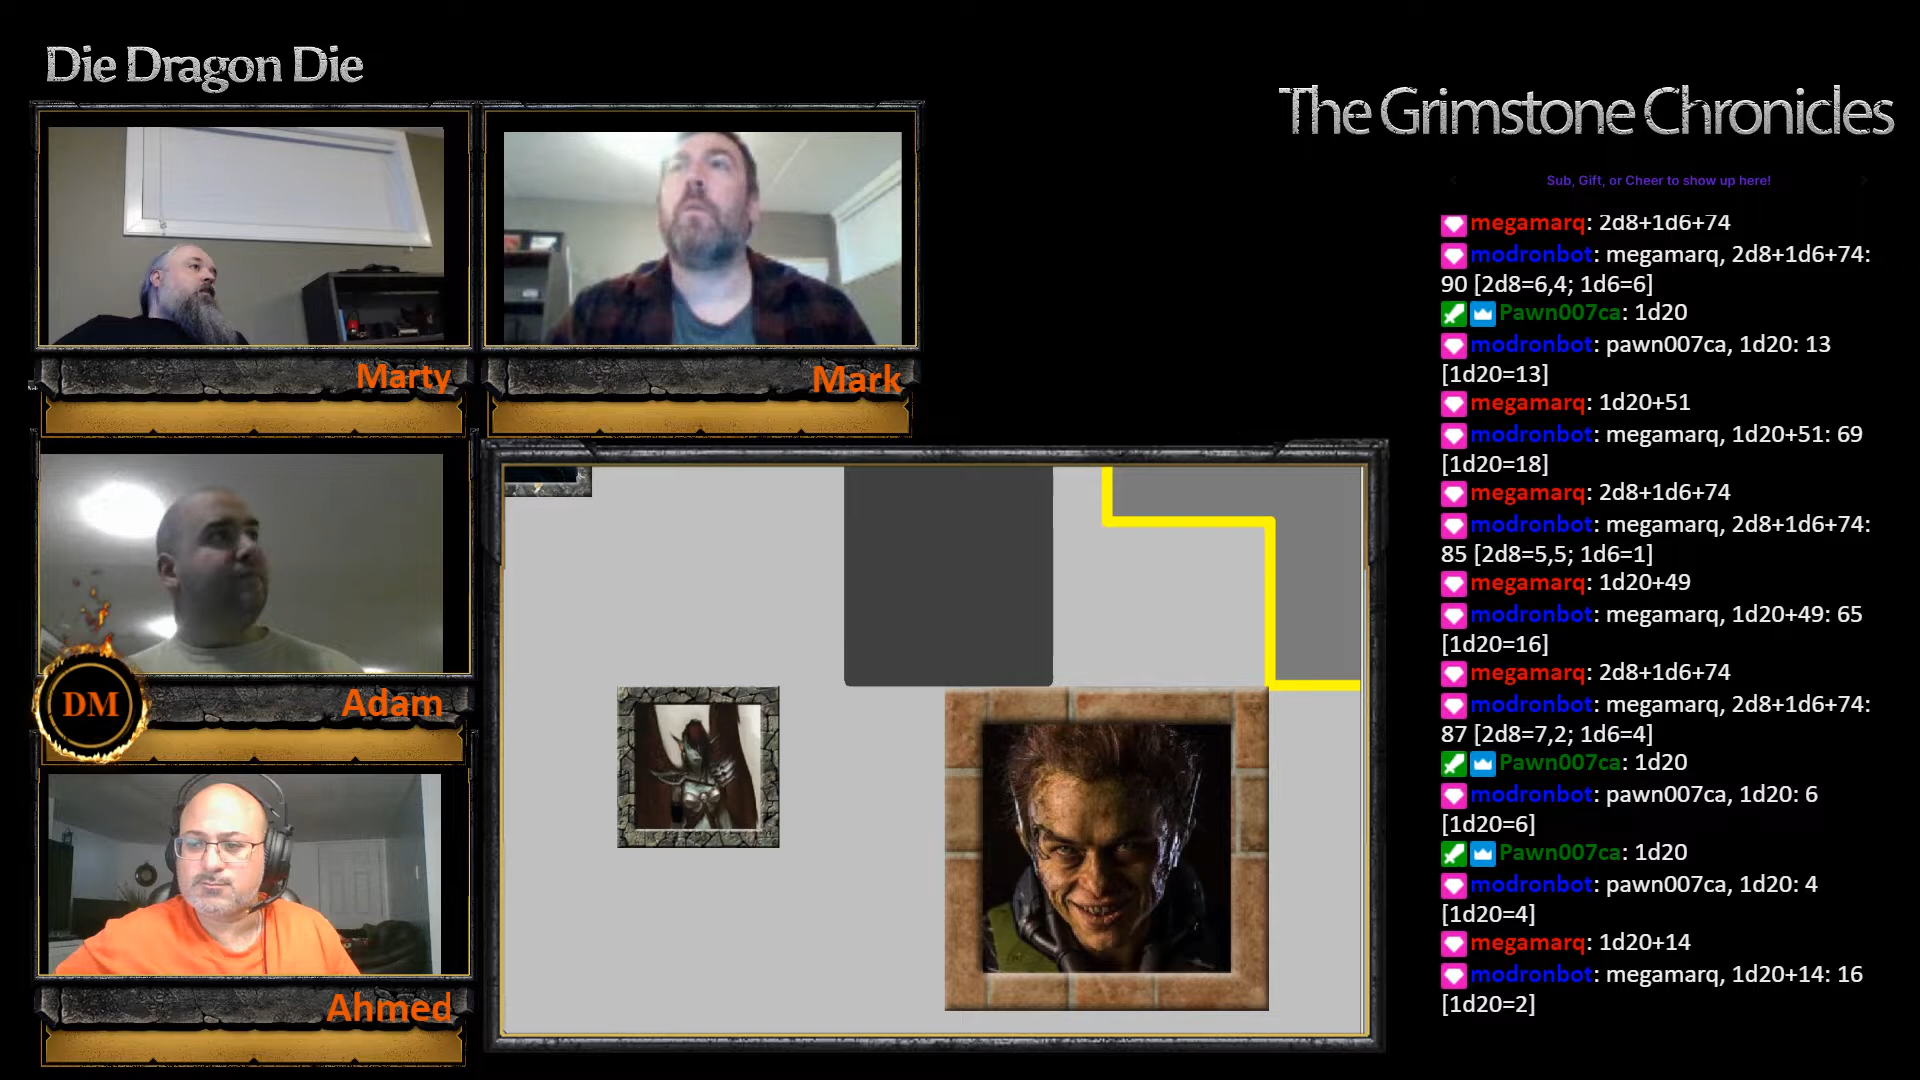 Die Dragon Die
The Grimstone Chronicles
Sub, Gift, or Cheer to show up here!
Marty
Mark
DM
Adam
Ahmed
megamarq: 2d8+1d6+74
modronbot: megamarq, 2d8+1d6+74:
90 [2d8=6,4; 1d6=6]
Pawn007ca: 1d20
modronbot: pawn007ca, 1d20: 13
[1d20=13]
megamarq: 1d20+51
modronbot: megamarq, 1d20+51: 69
[1d20=18]
megamarq: 2d8+1d6+74
modronbot: megamarq, 2d8+1d6+74:
85 [2d8=5,5; 1d6=1]
megamarq: 1d20+49
modronbot: megamarq, 1d20+49: 65
[1d20=16]
megamarq: 2d8+1d6+74
modronbot: megamarq, 2d8+1d6+74:
87 [2d8=7,2; 1d6=4]
Pawn007ca: 1d20
modronbot: pawn007ca, 1d20: 6
[1d20=6]
Pawn007ca: 1d20
modronbot: pawn007ca, 1d20: 4
[1d20=4]
megamarq: 1d20+14
modronbot: megamarq, 1d20+14: 16
[1d20=2]